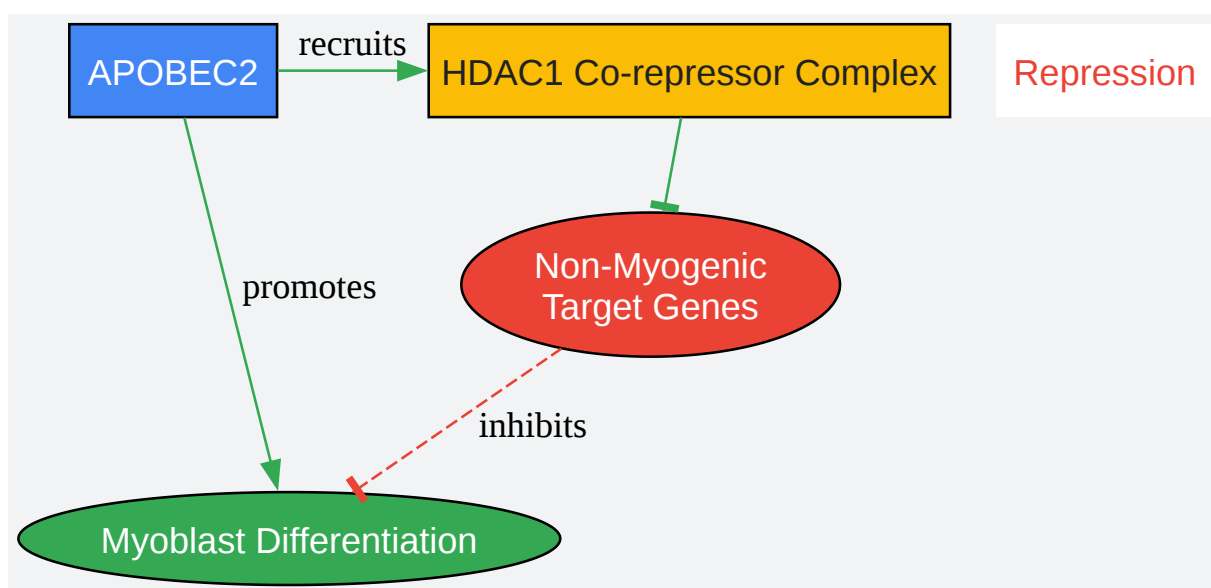 APOBEC2
recruits
HDAC1 Co-repressor Complex
Repression
Non-Myogenic
Target Genes
promotes
inhibits
Myoblast Differentiation